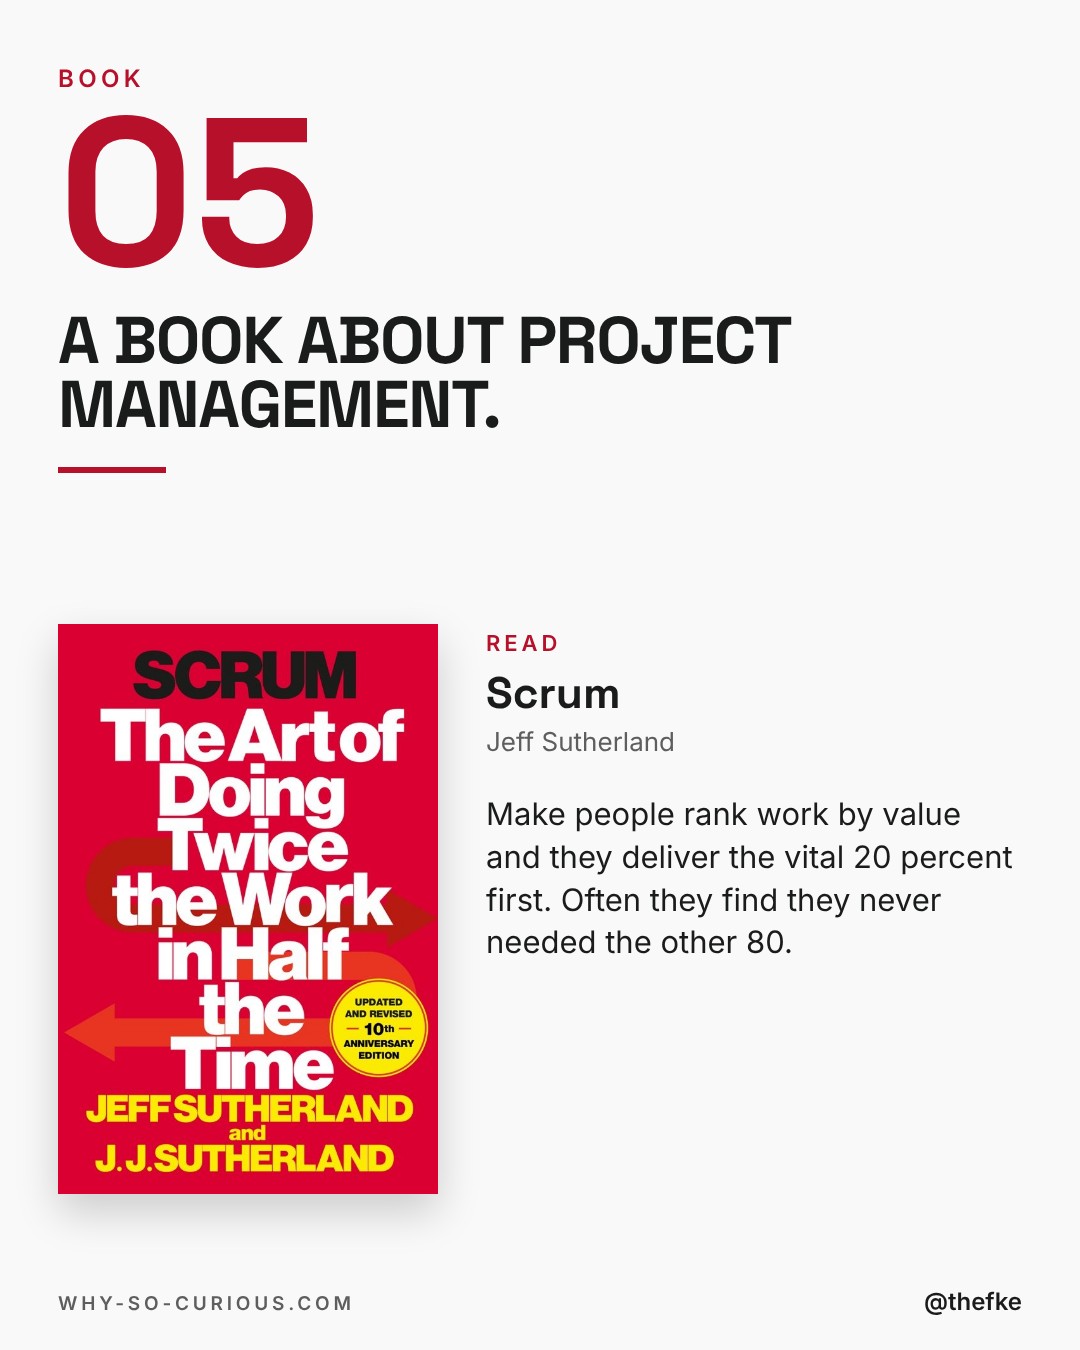 BOOK
05
A BOOK ABOUT PROJECT
MANAGEMENT.
SCRUM
The Art of
Doing
Twice
the Work
in Half
the
Time
UPDATED
AND REVISED
10th
ANNIVERSARY
EDITION
JEFF SUTHERLAND
and
J.J. SUTHERLAND
READ
Scrum
Jeff Sutherland
Make people rank work by value
and they deliver the vital 20 percent
first. Often they find they never
needed the other 80.
WHY-SO-CURIOUS.COM
@thefke